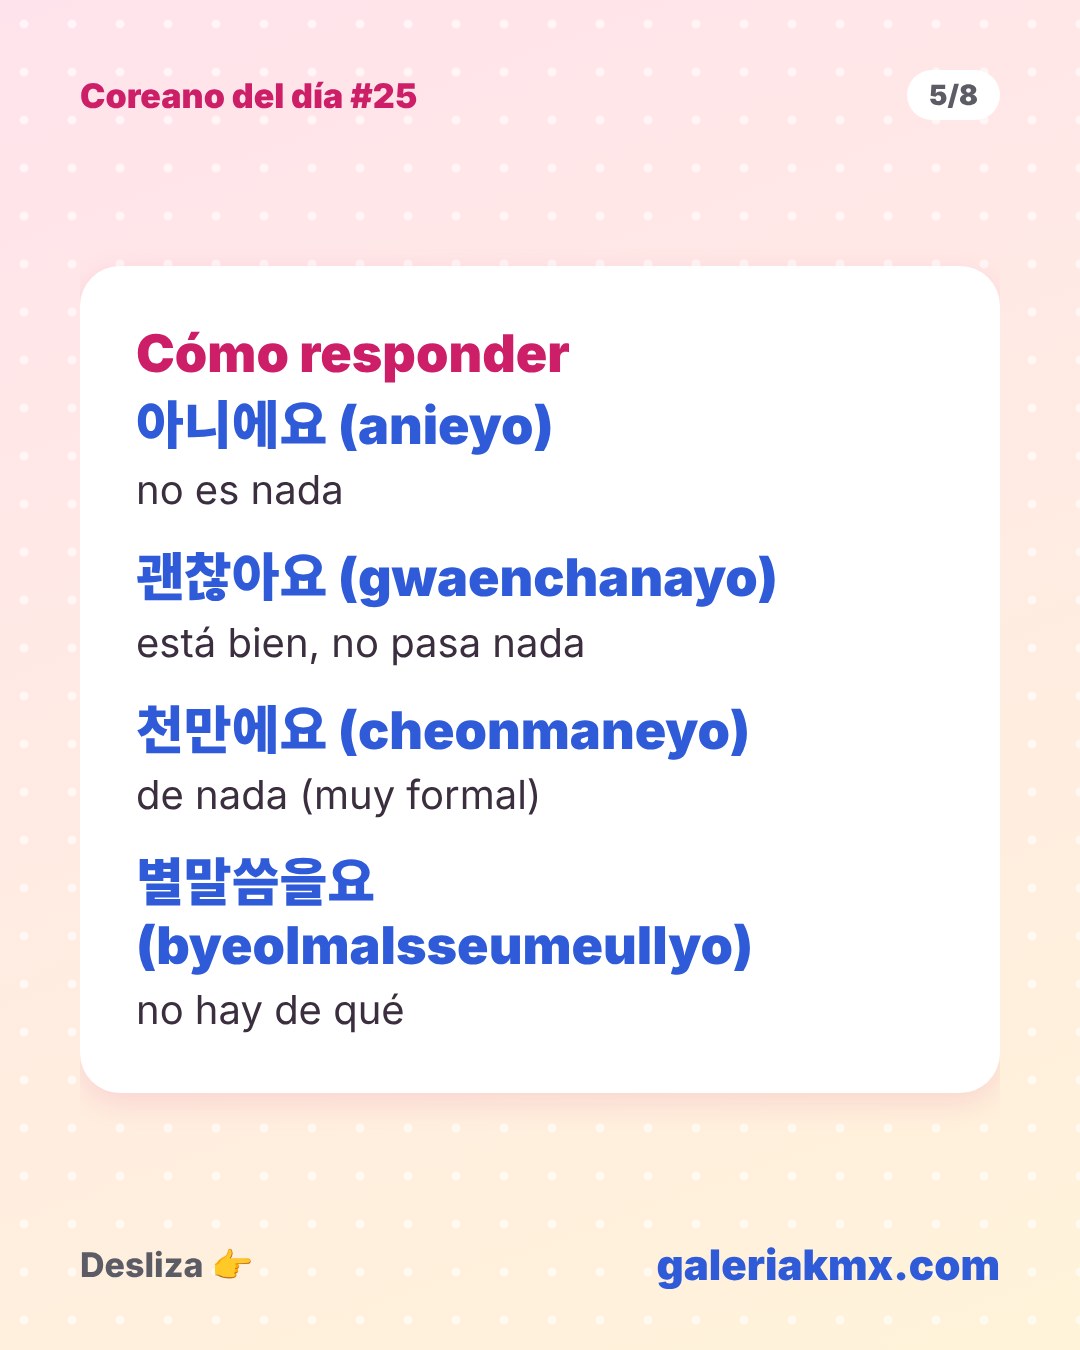 Coreano del día #25
5/8
Cómo responder
아니에요 (anieyo)
no es nada
괜찮아요 (gwaenchanayo)
está bien, no pasa nada
천만에요 (cheonmaneyo)
de nada (muy formal)
별말씀을요
(byeolmalsseumeullyo)
no hay de qué
Desliza 👉
galeriakmx.com